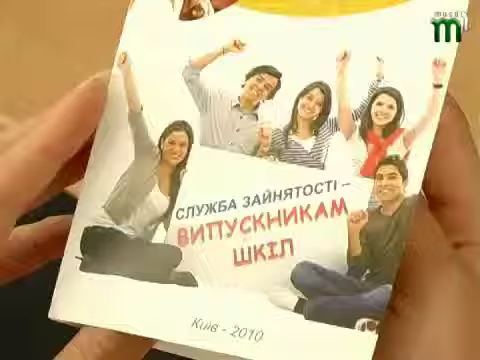 СЛУЖБА ЗАЙНЯТОСТІ –
ВИПУСКНИКАМ
ШКІЛ
Київ - 2010
m